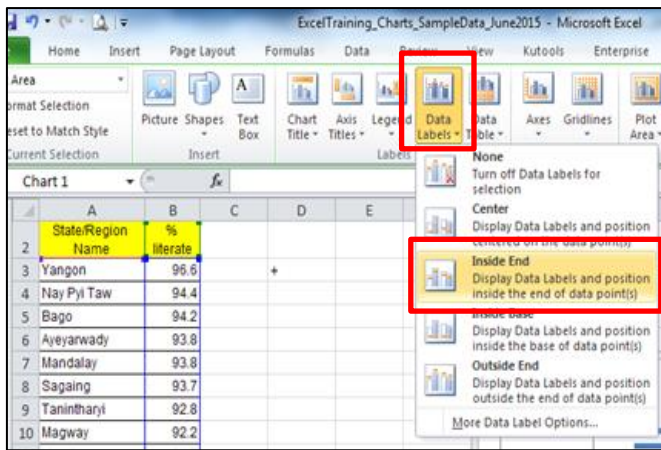 ExcelTraining_Charts_SampleData_June2015 - Microsoft Excel
Home Insert Page Layout Formulas Data View Kutools Enterprise
Area
Selection
to Match Style
Current Selection
Picture Shapes Text Box
Insert
Chart Title Axis Titles Legend Data Labels Data Table Axes Gridlines Plot Area
Labels
Chart 1 fx
A B C D E
2 State/Region Name % literate
3 Yangon 96.6
4 Nay Pyi Taw 94.4
5 Bago 94.2
6 Ayeyarwady 93.8
7 Mandalay 93.8
8 Sagaing 93.7
9 Tanintharyi 92.8
10 Magway 92.2
None
Turn off Data Labels for
selection
Center
Display Data Labels and position
centered on the data point(s)
Inside End
Display Data Labels and position
inside the end of data point(s)
Inside Base
Display Data Labels and position
inside the base of data point(s)
Outside End
Display Data Labels and position
outside the end of data point(s)
More Data Label Options...